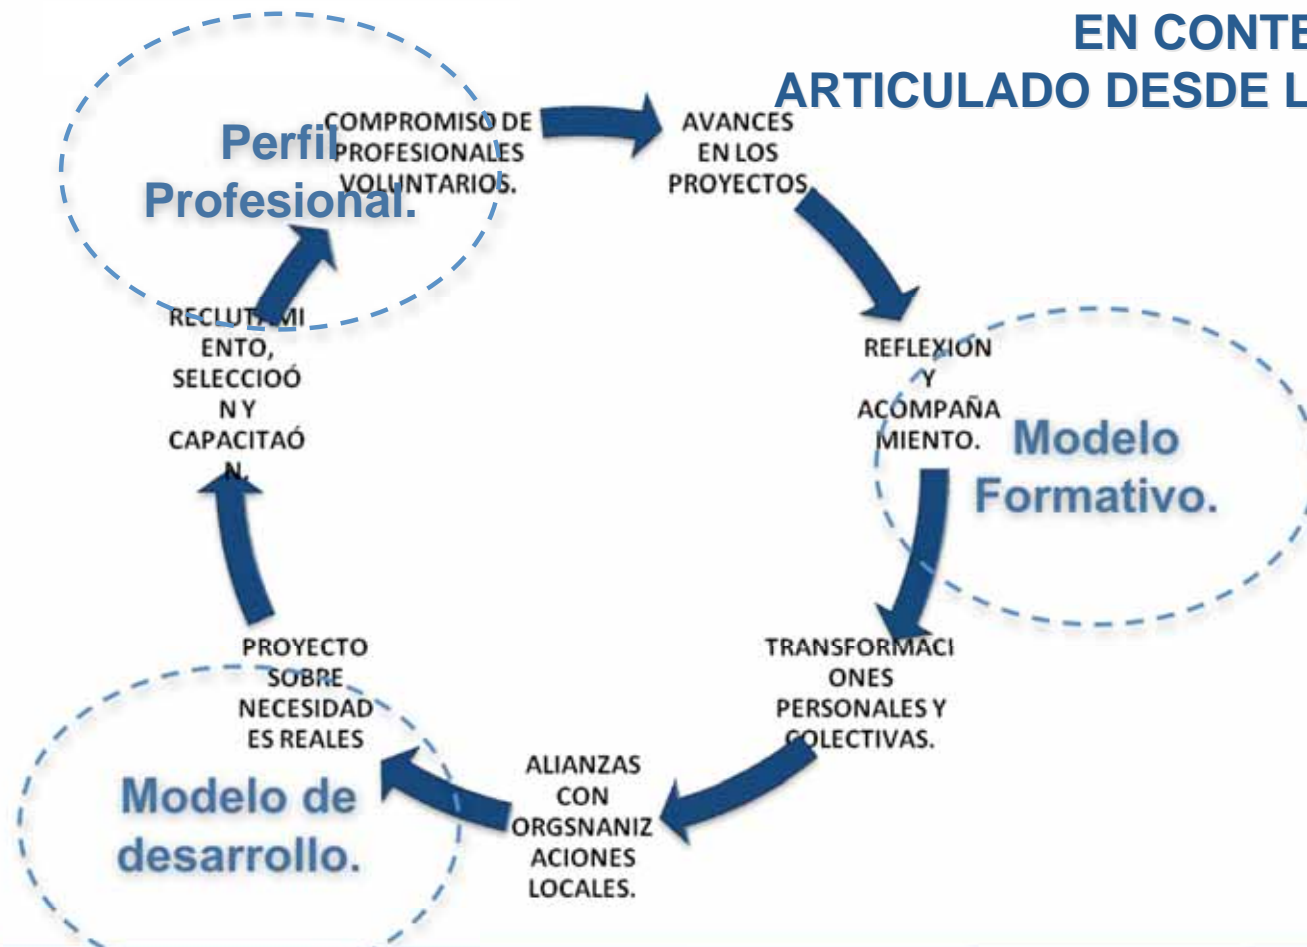 EN CONTE
ARTICULADO DESDE L
Perfil
Profesional.
COMPROMISO DE
PROFESIONALES
VOLUNTARIOS.
AVANCES
EN LOS
PROYECTOS
REFLEXION
Y
ACOMPAÑA
MIENTO.
Modelo
Formativo.
TRANSFORMACI
ONES
PERSONALES Y
COLECTIVAS.
ALIANZAS
CON
ORGSNANIZ
ACIONES
LOCALES.
PROYECTO
SOBRE
NECESIDAD
ES REALES
Modelo de
desarrollo.
RECLUTAMI
ENTO,
SELECCIOÓ
N Y
CAPACITAÓ
N.